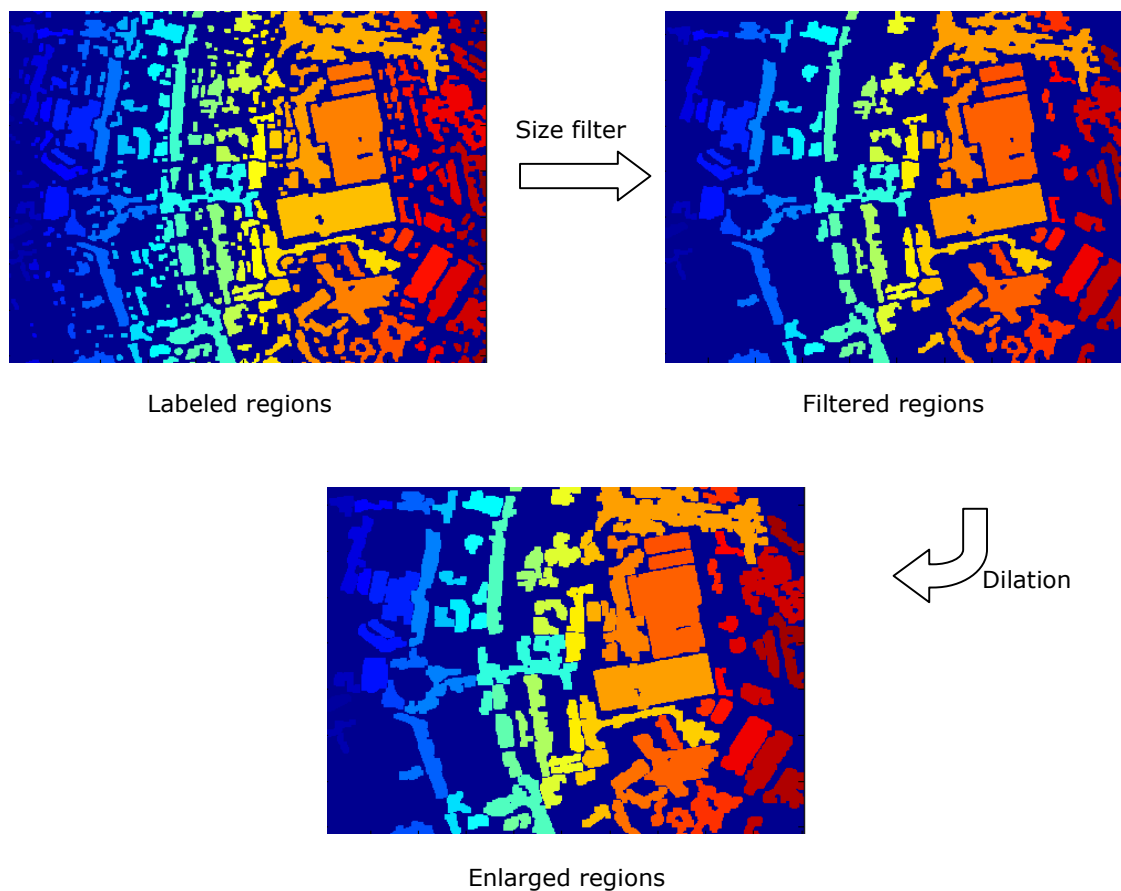 Size filter
Labeled regions
Filtered regions
Dilation
Enlarged regions